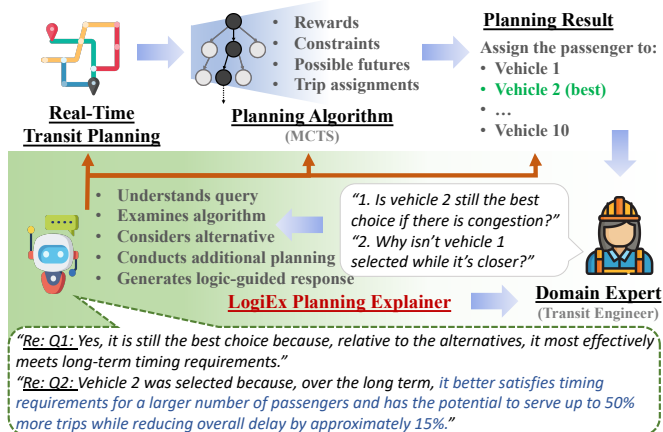 Real-Time
Transit Planning
• Rewards
• Constraints
• Possible futures
• Trip assignments
Planning Algorithm
(MCTS)
Planning Result
Assign the passenger to:
• Vehicle 1
• Vehicle 2 (best)
• ...
• Vehicle 10
• Understands query
• Examines algorithm
• Considers alternative
• Conducts additional planning
• Generates logic-guided response
LogiEx Planning Explainer
“1. Is vehicle 2 still the best
choice if there is congestion?”
“2. Why isn’t vehicle 1
selected while it’s closer?”
Domain Expert
(Transit Engineer)
“Re: Q1: Yes, it is still the best choice because, relative to the alternatives, it most effectively
meets long-term timing requirements.”
“Re: Q2: Vehicle 2 was selected because, over the long term, it better satisfies timing
requirements for a larger number of passengers and has the potential to serve up to 50%
more trips while reducing overall delay by approximately 15%.”